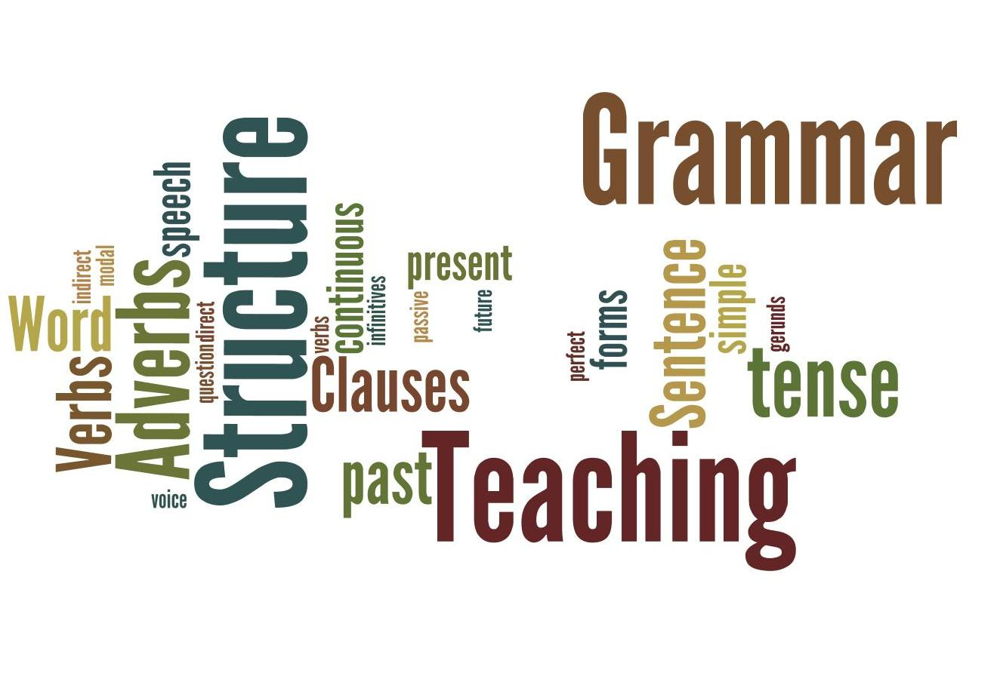 Grammar
Structure
speech
continuous
present
Sentence
indirect
modal
Adverbs
simple
infinitives
passive
future
forms
gerunds
Word
question
direct
verbs
perfect
Clauses
tense
Verbs
Teaching
past
voice